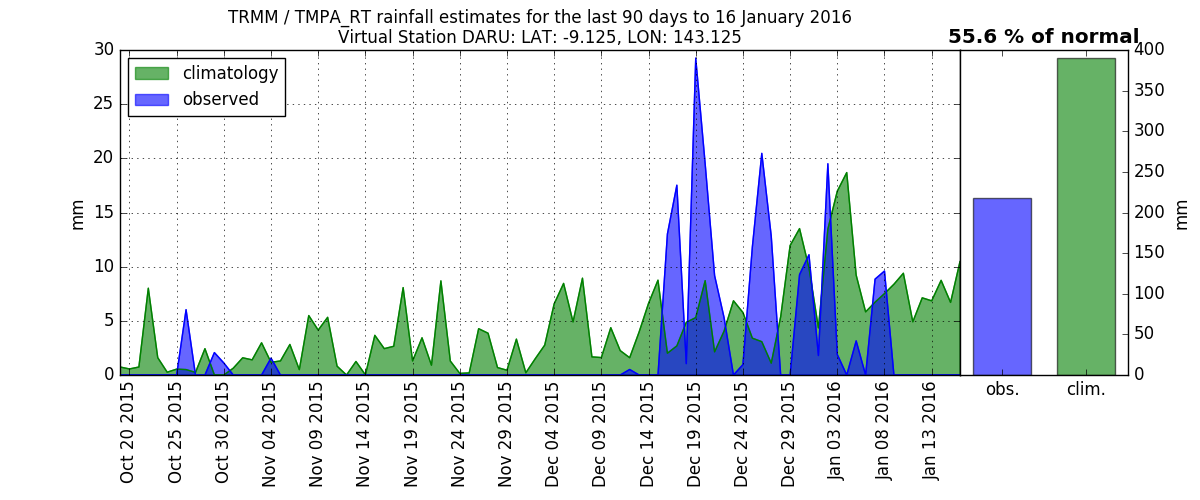 TRMM / TMPA_RT rainfall estimates for the last 90 days to 16 January 2016
Virtual Station DARU: LAT: -9.125, LON: 143.125
55.6 % of normal
climatology
observed
30
25
20
15
10
5
0
mm
400
350
300
250
200
150
100
50
0
mm
Oct 20 2015
Oct 25 2015
Oct 30 2015
Nov 04 2015
Nov 09 2015
Nov 14 2015
Nov 19 2015
Nov 24 2015
Nov 29 2015
Dec 04 2015
Dec 09 2015
Dec 14 2015
Dec 19 2015
Dec 24 2015
Dec 29 2015
Jan 03 2016
Jan 08 2016
Jan 13 2016
obs.
clim.